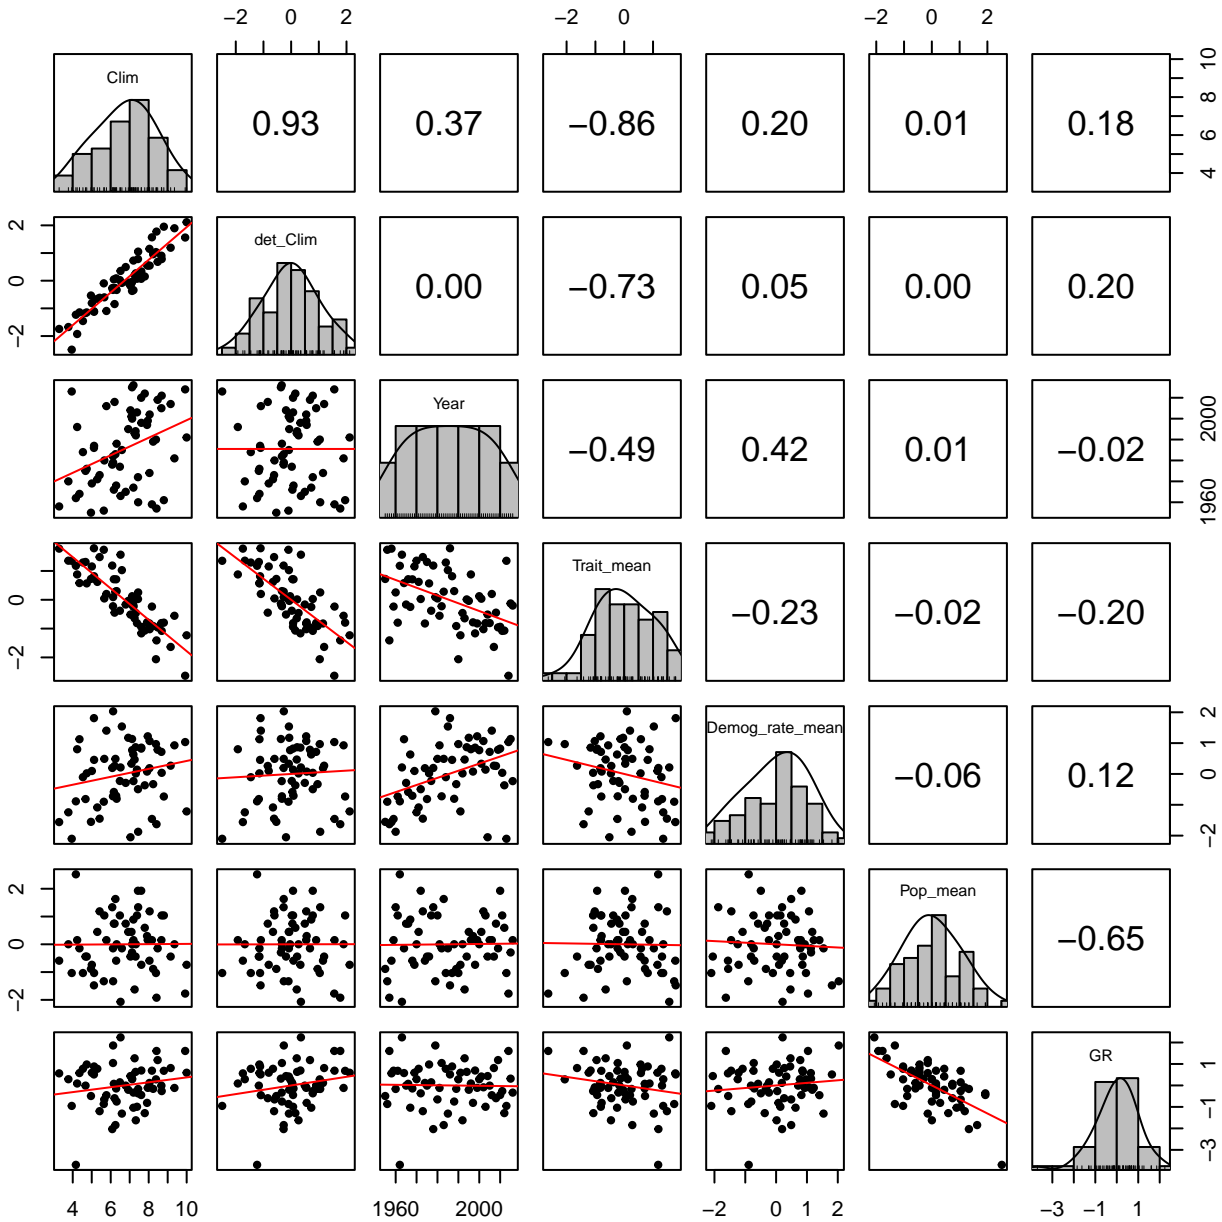 −2 0 2 −2 0 −2 0 2
Clim 0.93 0.37 −0.86 0.20 0.01 0.18 4 6 8 10
−2 0 2 det_Clim 0.00 −0.73 0.05 0.00 0.20
Year −0.49 0.42 0.01 −0.02 1960 2000
−2 0 Trait_mean −0.23 −0.02 −0.20
Demog_rate_mean −0.06 0.12 −2 0 1 2
−2 0 2 Pop_mean −0.65
GR −3 −1 1
4 6 8 10 1960 2000 −2 0 1 2 −3 −1 1